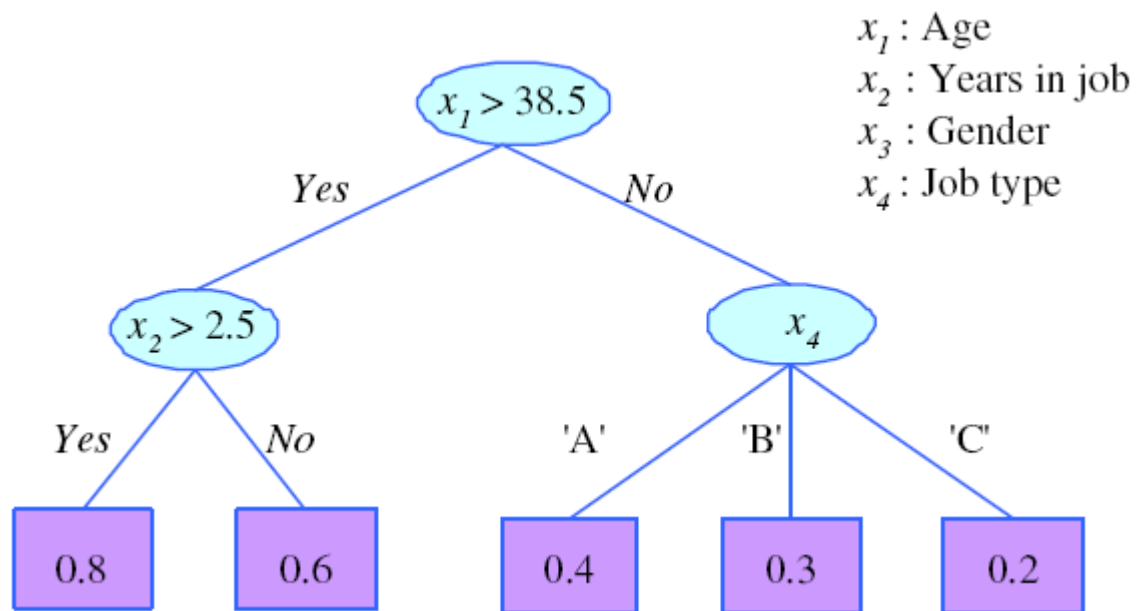 x1 : Age
x2 : Years in job
x3 : Gender
x4 : Job type
x1 > 38.5
Yes
No
x2 > 2.5
x4
Yes
No
'A'
'B'
'C'
0.8
0.6
0.4
0.3
0.2